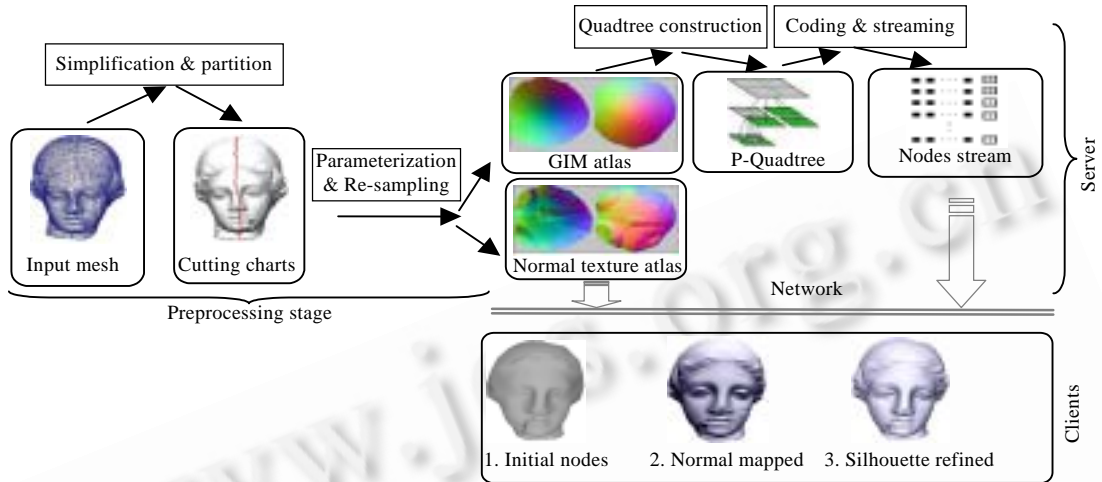 Quadtree construction
Coding & streaming
Simplification & partition
Parameterization
& Re-sampling
GIM atlas
P-Quadtree
Nodes stream
Server
Input mesh
Cutting charts
Normal texture atlas
Preprocessing stage
Network
1. Initial nodes
2. Normal mapped
3. Silhouette refined
Clients